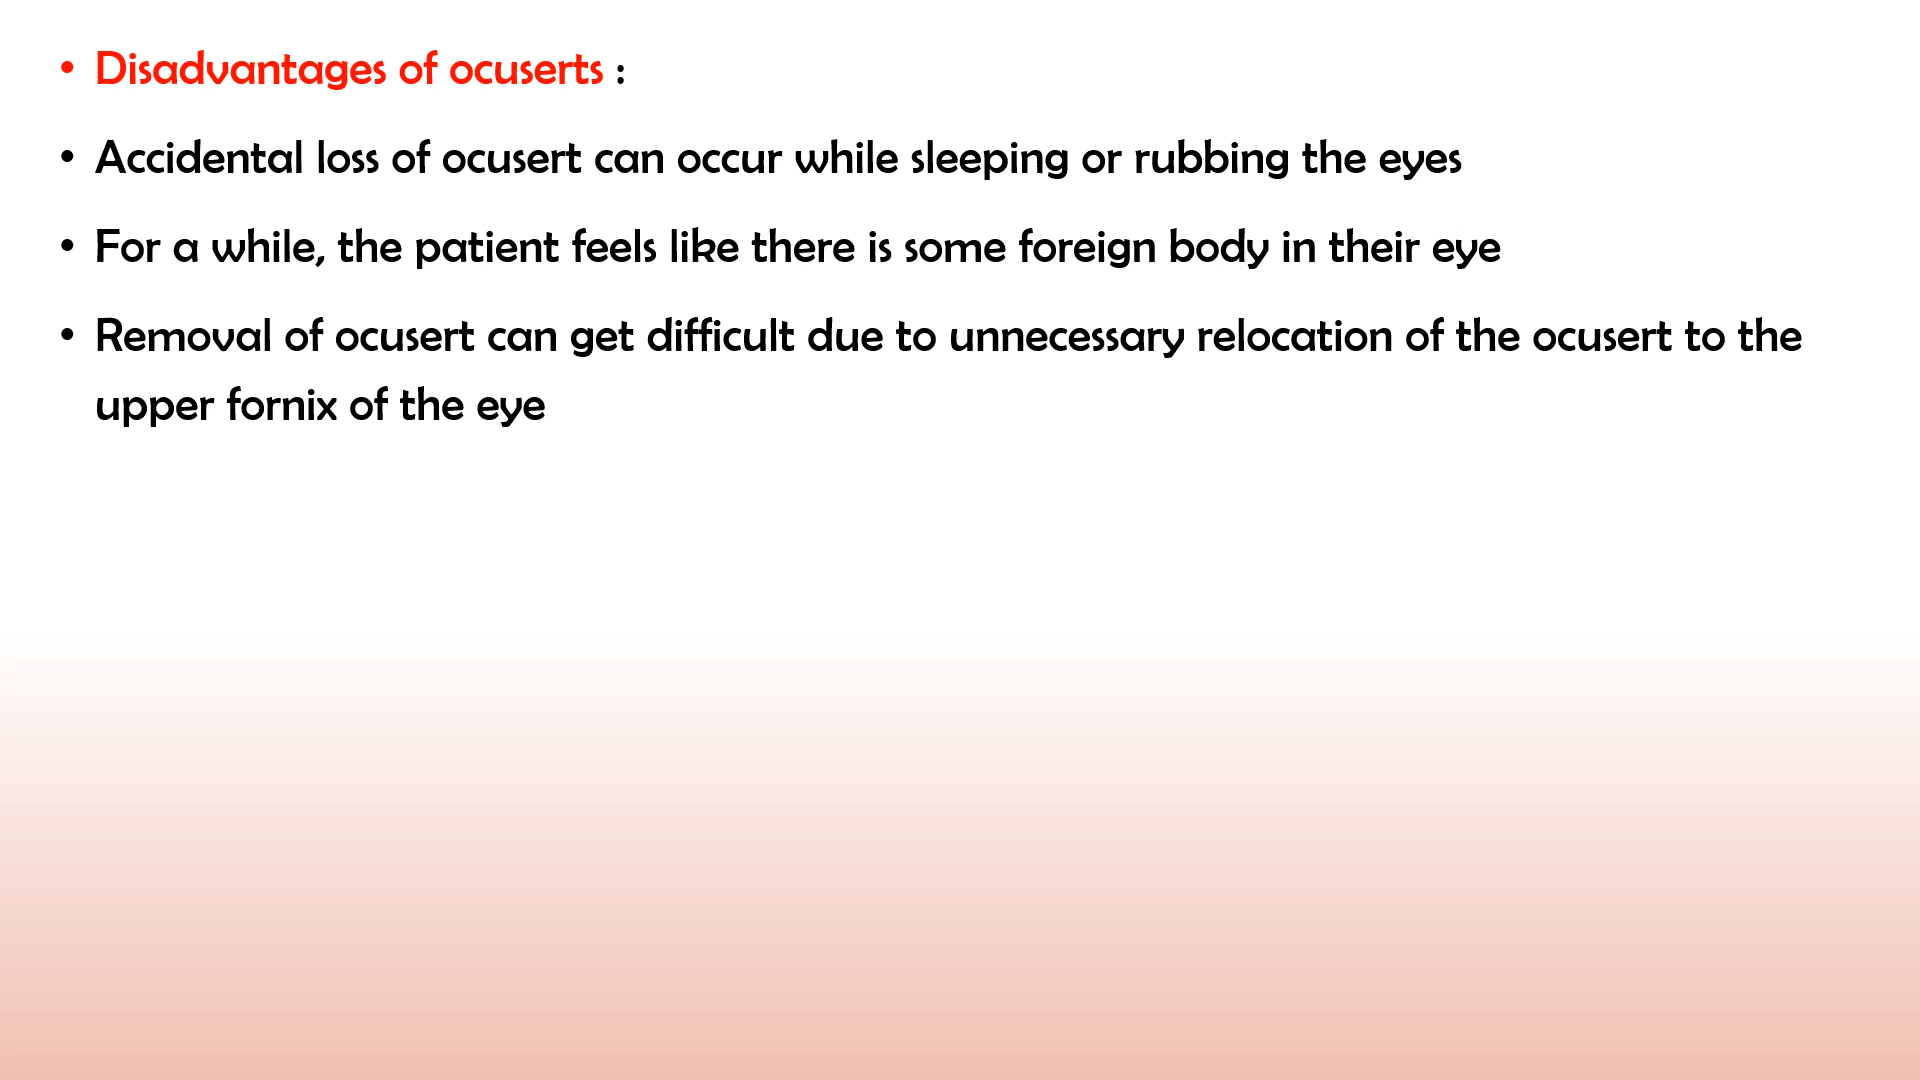 • Disadvantages of ocuserts :
• Accidental loss of ocusert can occur while sleeping or rubbing the eyes
• For a while, the patient feels like there is some foreign body in their eye
• Removal of ocusert can get difficult due to unnecessary relocation of the ocusert to the
upper fornix of the eye